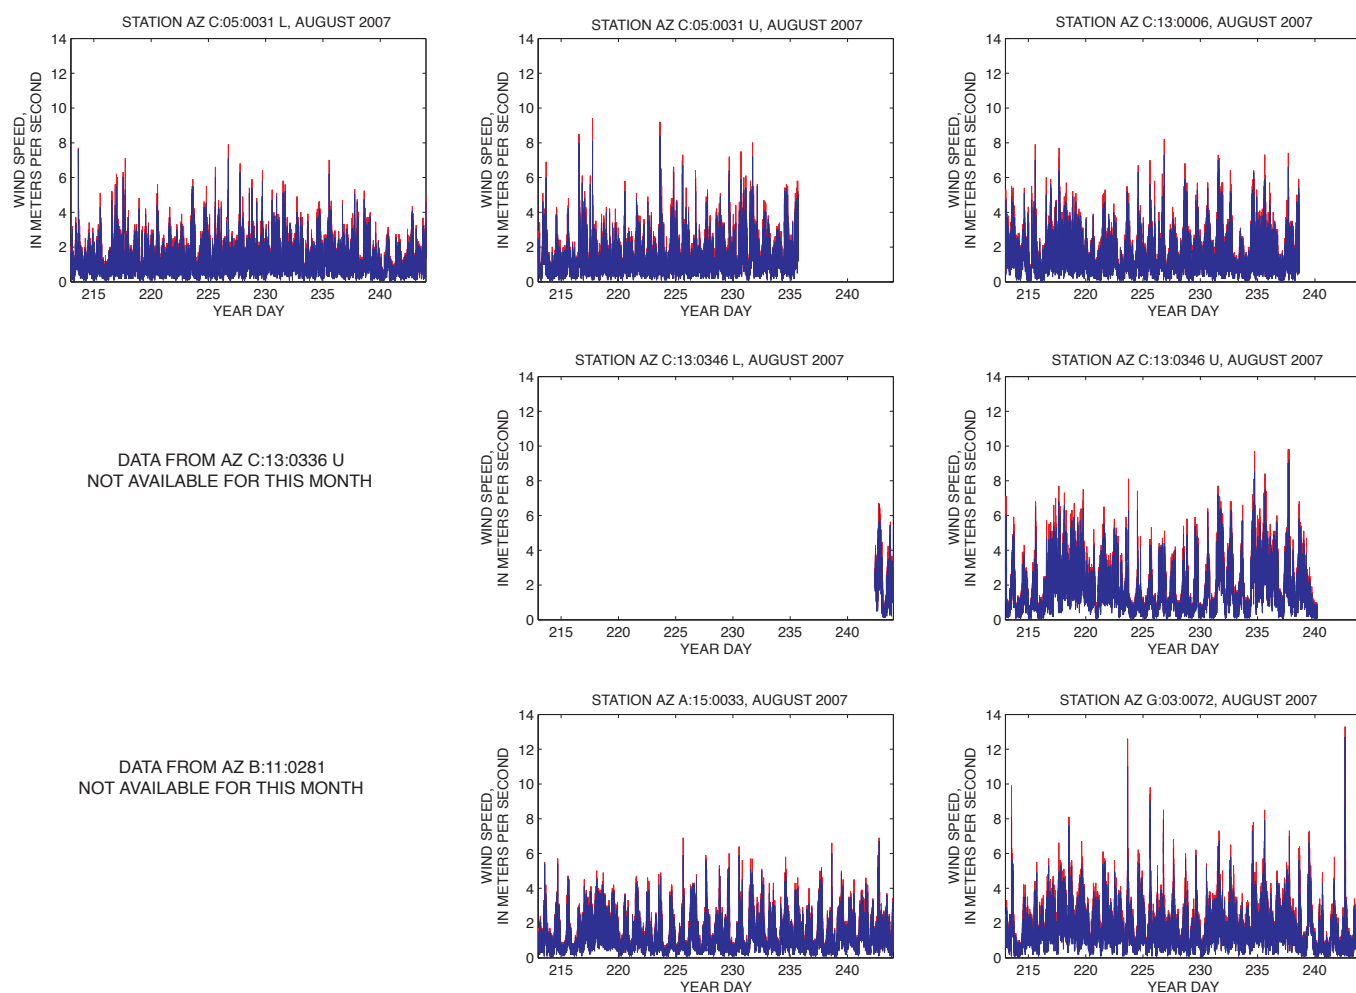 STATION AZ C:05:0031 L, AUGUST 2007
14
12
10
8
6
4
2
0
WIND SPEED,
IN METERS PER SECOND
215 220 225 230 235 240
YEAR DAY
STATION AZ C:05:0031 U, AUGUST 2007
14
12
10
8
6
4
2
0
WIND SPEED,
IN METERS PER SECOND
215 220 225 230 235 240
YEAR DAY
STATION AZ C:13:0006, AUGUST 2007
14
12
10
8
6
4
2
0
WIND SPEED,
IN METERS PER SECOND
215 220 225 230 235 240
YEAR DAY
DATA FROM AZ C:13:0336 U
NOT AVAILABLE FOR THIS MONTH
STATION AZ C:13:0346 L, AUGUST 2007
14
12
10
8
6
4
2
0
WIND SPEED,
IN METERS PER SECOND
215 220 225 230 235 240
YEAR DAY
STATION AZ C:13:0346 U, AUGUST 2007
14
12
10
8
6
4
2
0
WIND SPEED,
IN METERS PER SECOND
215 220 225 230 235 240
YEAR DAY
DATA FROM AZ B:11:0281
NOT AVAILABLE FOR THIS MONTH
STATION AZ A:15:0033, AUGUST 2007
14
12
10
8
6
4
2
0
WIND SPEED,
IN METERS PER SECOND
215 220 225 230 235 240
YEAR DAY
STATION AZ G:03:0072, AUGUST 2007
14
12
10
8
6
4
2
0
WIND SPEED,
IN METERS PER SECOND
215 220 225 230 235 240
YEAR DAY